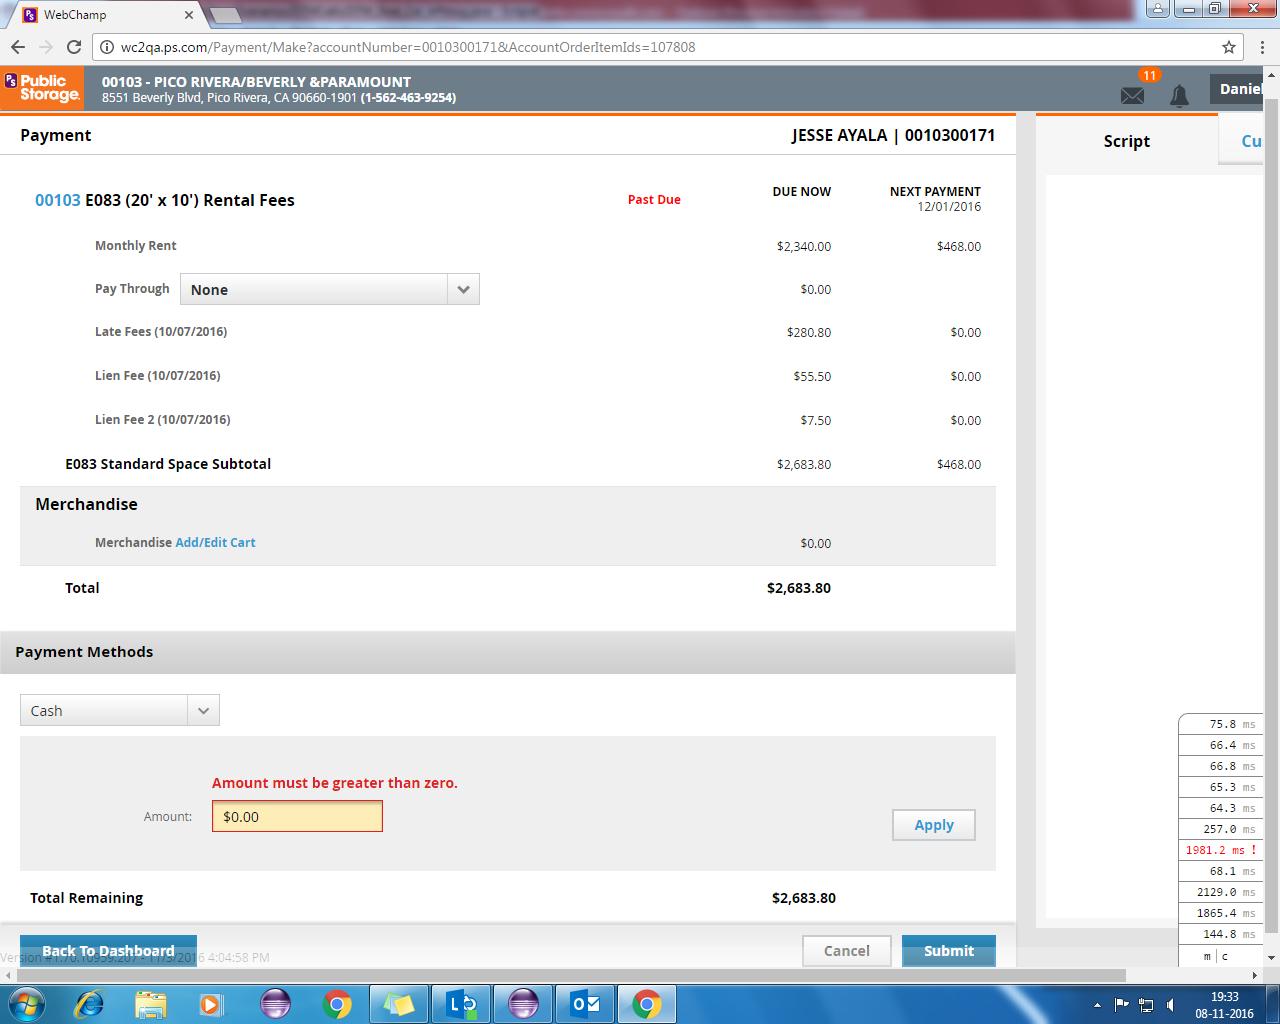 WebChamp
wc2qa.ps.com/Payment/Make?accountNumber=0010300171&AccountOrderItemIds=107808
Public Storage.
00103 - PICO RIVERA/BEVERLY &PARAMOUNT
8551 Beverly Blvd, Pico Rivera, CA 90660-1901 (1-562-463-9254)
11
Daniel
Payment
JESSE AYALA | 0010300171
Script
Cu
00103 E083 (20' x 10') Rental Fees
Past Due
DUE NOW
NEXT PAYMENT
12/01/2016
Monthly Rent $2,340.00 $468.00
Pay Through None $0.00
Late Fees (10/07/2016) $280.80 $0.00
Lien Fee (10/07/2016) $55.50 $0.00
Lien Fee 2 (10/07/2016) $7.50 $0.00
E083 Standard Space Subtotal $2,683.80 $468.00
Merchandise
Merchandise Add/Edit Cart $0.00
Total $2,683.80
Payment Methods
Cash
Amount must be greater than zero.
Amount: $0.00
Apply
Total Remaining $2,683.80
Back To Dashboard
Cancel
Submit
Version #1.70.10959.207 - 11/3/2016 4:04:58 PM
75.8 ms
66.4 ms
66.8 ms
65.3 ms
64.3 ms
257.0 ms
1981.2 ms !
68.1 ms
2129.0 ms
1865.4 ms
144.8 ms
m | c
19:33
08-11-2016